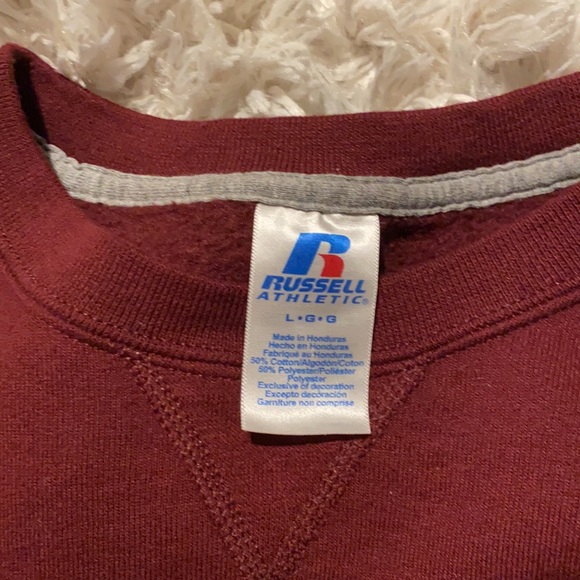 R
RUSSELL
ATHLETIC®
L • G • G
Made in Honduras
Hecho en Honduras
Fabriqué au Honduras
50% Cotton/Algodón/Coton
50% Polyester/Poliéster
Polyester
Exclusive of decoration
Excepto decoración
Garniture non comprise